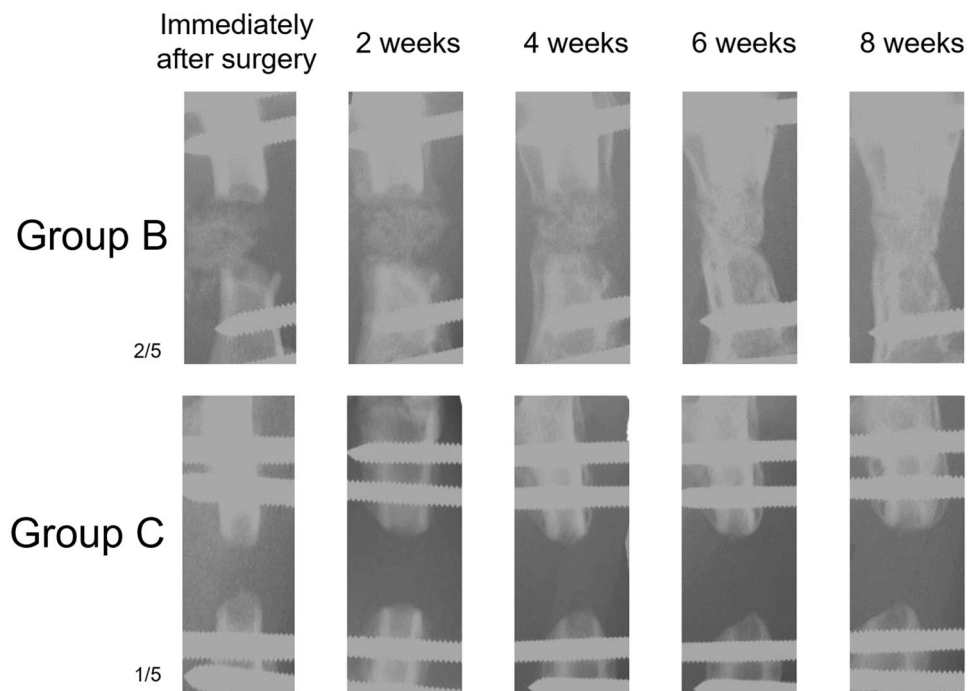 Immediately
after surgery
2 weeks
4 weeks
6 weeks
8 weeks
Group B
2/5
Group C
1/5